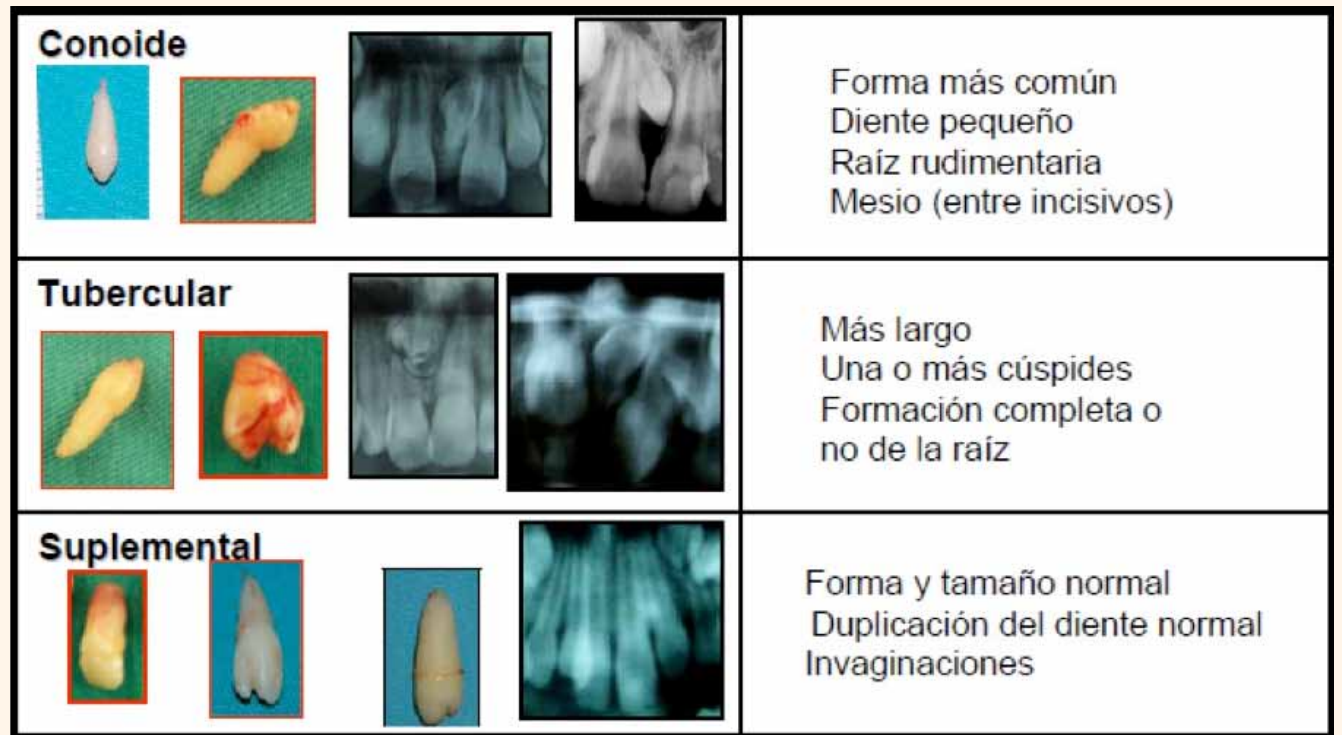 Conoide
Forma más común
Diente pequeño
Raíz rudimentaria
Mesio (entre incisivos)
Tubercular
Más largo
Una o más cúspides
Formación completa o
no de la raíz
Suplemental
Forma y tamaño normal
Duplicación del diente normal
Invaginaciones